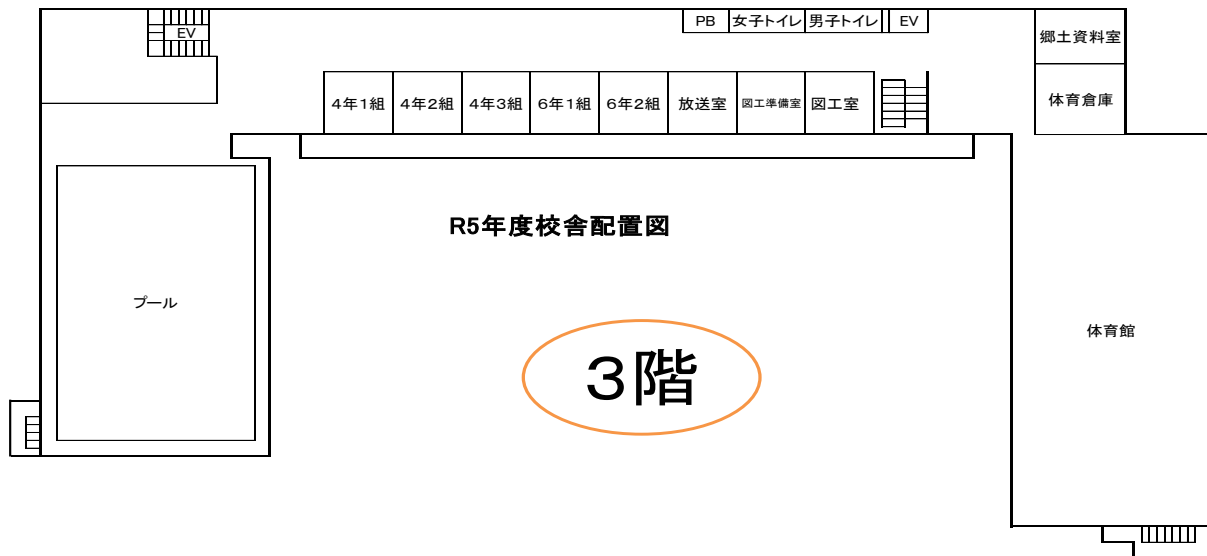 EV
PB 女子トイレ 男子トイレ EV
郷土資料室
4年1組 4年2組 4年3組 6年1組 6年2組 放送室 図工準備室 図工室
体育倉庫
R5年度校舎配置図
プール
体育館
3階